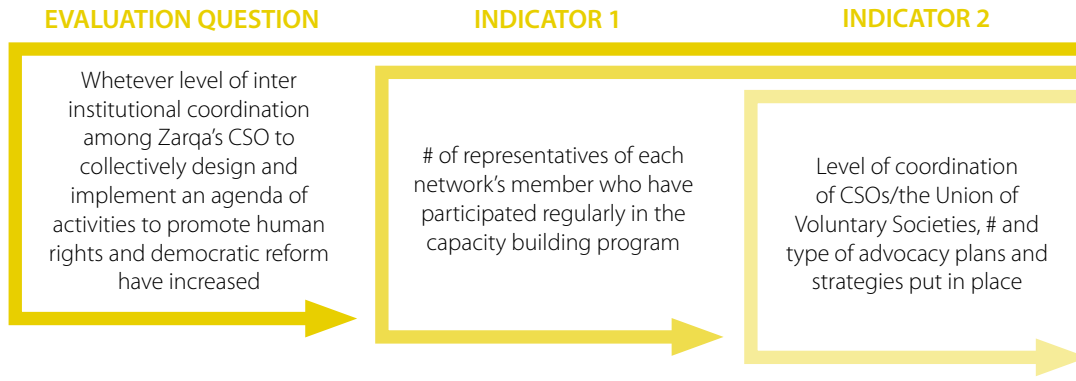 EVALUATION QUESTION
Whetever level of inter
institutional coordination
among Zarqa's CSO to
collectively design and
implement an agenda of
activities to promote human
rights and democratic reform
have increased
INDICATOR 1
# of representatives of each
network's member who have
participated regularly in the
capacity building program
INDICATOR 2
Level of coordination
of CSOs/the Union of
Voluntary Societies, # and
type of advocacy plans and
strategies put in place